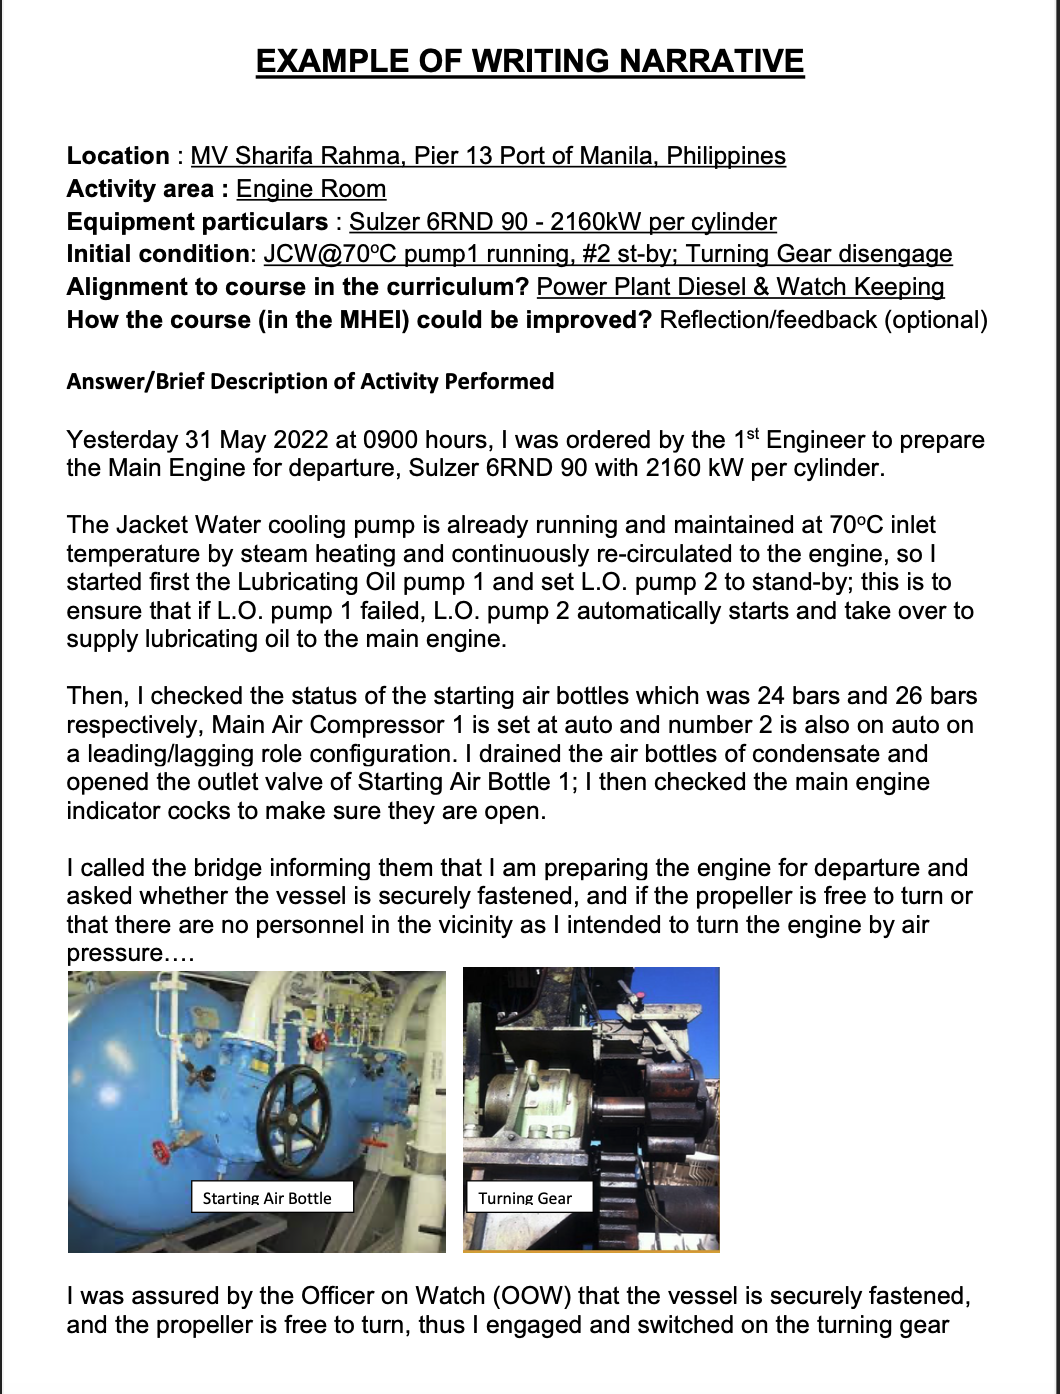 EXAMPLE OF WRITING NARRATIVE
Location : MV Sharifa Rahma, Pier 13 Port of Manila, Philippines
Activity area : Engine Room
Equipment particulars : Sulzer 6RND 90 - 2160kW per cylinder
Initial condition: JCW@70ºC pump1 running, #2 st-by; Turning Gear disengage
Alignment to course in the curriculum? Power Plant Diesel & Watch Keeping
How the course (in the MHEI) could be improved? Reflection/feedback (optional)
Answer/Brief Description of Activity Performed
Yesterday 31 May 2022 at 0900 hours, I was ordered by the 1st Engineer to prepare
the Main Engine for departure, Sulzer 6RND 90 with 2160 kW per cylinder.
The Jacket Water cooling pump is already running and maintained at 70ºC inlet
temperature by steam heating and continuously re-circulated to the engine, so I
started first the Lubricating Oil pump 1 and set L.O. pump 2 to stand-by; this is to
ensure that if L.O. pump 1 failed, L.O. pump 2 automatically starts and take over to
supply lubricating oil to the main engine.
Then, I checked the status of the starting air bottles which was 24 bars and 26 bars
respectively, Main Air Compressor 1 is set at auto and number 2 is also on auto on
a leading/lagging role configuration. I drained the air bottles of condensate and
opened the outlet valve of Starting Air Bottle 1; I then checked the main engine
indicator cocks to make sure they are open.
I called the bridge informing them that I am preparing the engine for departure and
asked whether the vessel is securely fastened, and if the propeller is free to turn or
that there are no personnel in the vicinity as I intended to turn the engine by air
pressure….
Starting Air Bottle
Turning Gear
I was assured by the Officer on Watch (OOW) that the vessel is securely fastened,
and the propeller is free to turn, thus I engaged and switched on the turning gear